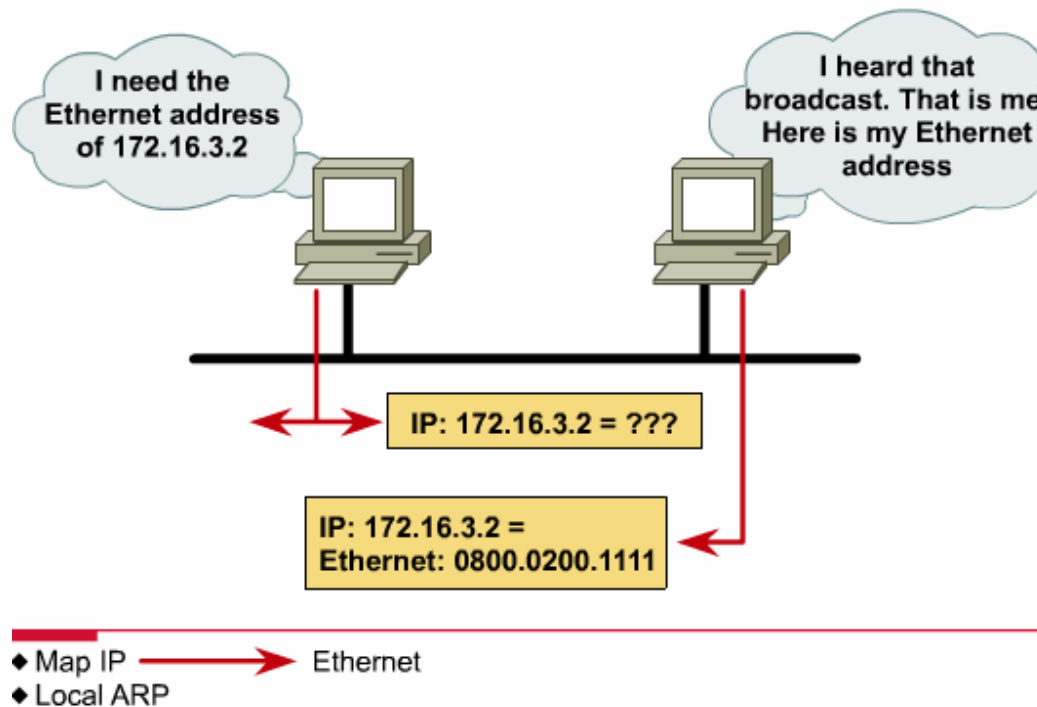 I need the
Ethernet address
of 172.16.3.2
I heard that
broadcast. That is me
Here is my Ethernet
address
IP: 172.16.3.2 = ???
IP: 172.16.3.2 =
Ethernet: 0800.0200.1111
◆ Map IP Ethernet
◆ Local ARP